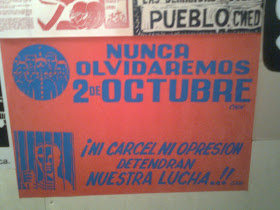 PUEBLO
NUNCA
OLVIDAREMOS
2 DE OCTUBRE
¡NI CARCEL NI OPRESION
DETENDRAN
NUESTRA LUCHA...!!